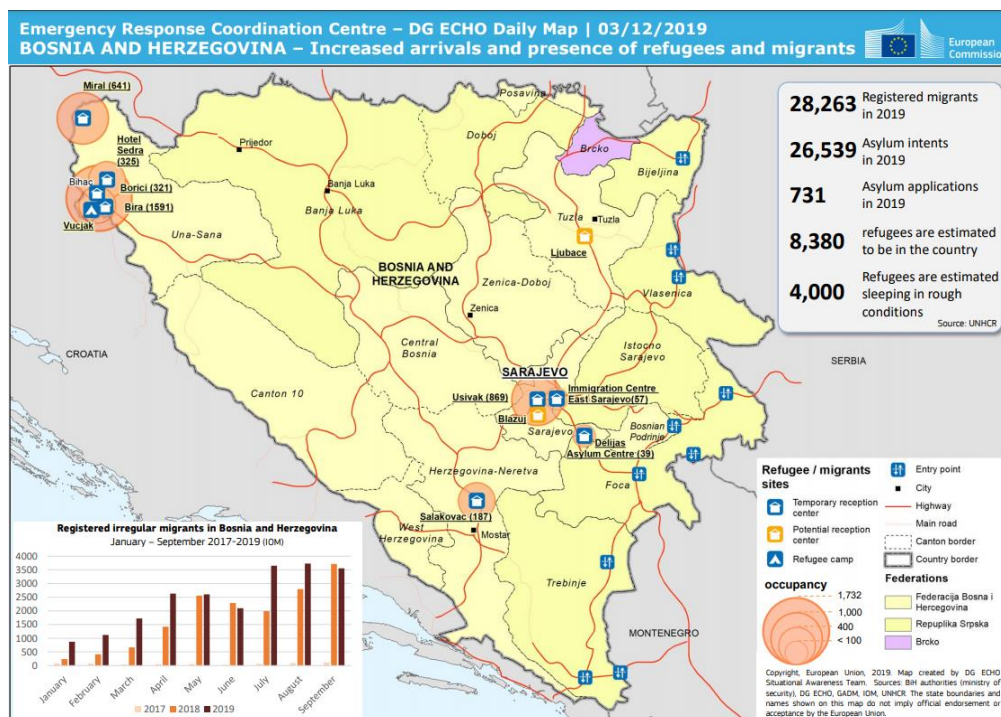 Emergency Response Coordination Centre – DG ECHO Daily Map | 03/12/2019
BOSNIA AND HERZEGOVINA – Increased arrivals and presence of refugees and migrants
European
Commission
Miral (641)
Hotel
Sedra
(325)
Bihac
Borici (321)
Bira (1591)
Vucjak
Una-Sana
Prijedor
Banja Luka
Banja Luka
Posavina
Doboj
Brcko
Bijeljina
Tuzla
Tuzla
Ljubace
BOSNIA AND
HERZEGOVINA
Zenica-Doboj
Zenica
Vlasenica
Central
Bosnia
Istocno
Sarajevo
CROATIA
SERBIA
Canton 10
SARAJEVO
Usivak (869)
Immigration Centre
East Sarajevo(57)
Blazuj
Sarajevo
Bosnian
Podrinje
Delijas
Asylum Centre (39)
Herzegovina-Neretva
Foca
Salakovac (187)
West
Herzegovina
Mostar
Trebinje
MONTENEGRO
28,263 Registered migrants
in 2019
26,539 Asylum intents
in 2019
731 Asylum applications
in 2019
8,380 refugees are estimated
to be in the country
4,000 Refugees are estimated
sleeping in rough
conditions
Source: UNHCR
Registered irregular migrants in Bosnia and Herzegovina
January – September 2017-2019 (IOM)
4000
3500
3000
2500
2000
1500
1000
500
0
January
February
March
April
May
June
July
August
September
2017 2018 2019
Refugee / migrants
sites
Temporary reception
center
Potential reception
center
Refugee camp
occupancy
1,732
1,000
400
< 100
Entry point
City
Highway
Main road
Canton border
Country border
Federations
Federacija Bosna i
Hercegovina
Repuplika Srpska
Brcko
Copyright, European Union, 2019. Map created by DG ECHO
Situational Awareness Team. Sources: BiH authorities (ministry of
security), DG ECHO, GADM, IOM, UNHCR. The state boundaries and
names shown on this map do not imply official endorsement or
acceptance by the European Union.